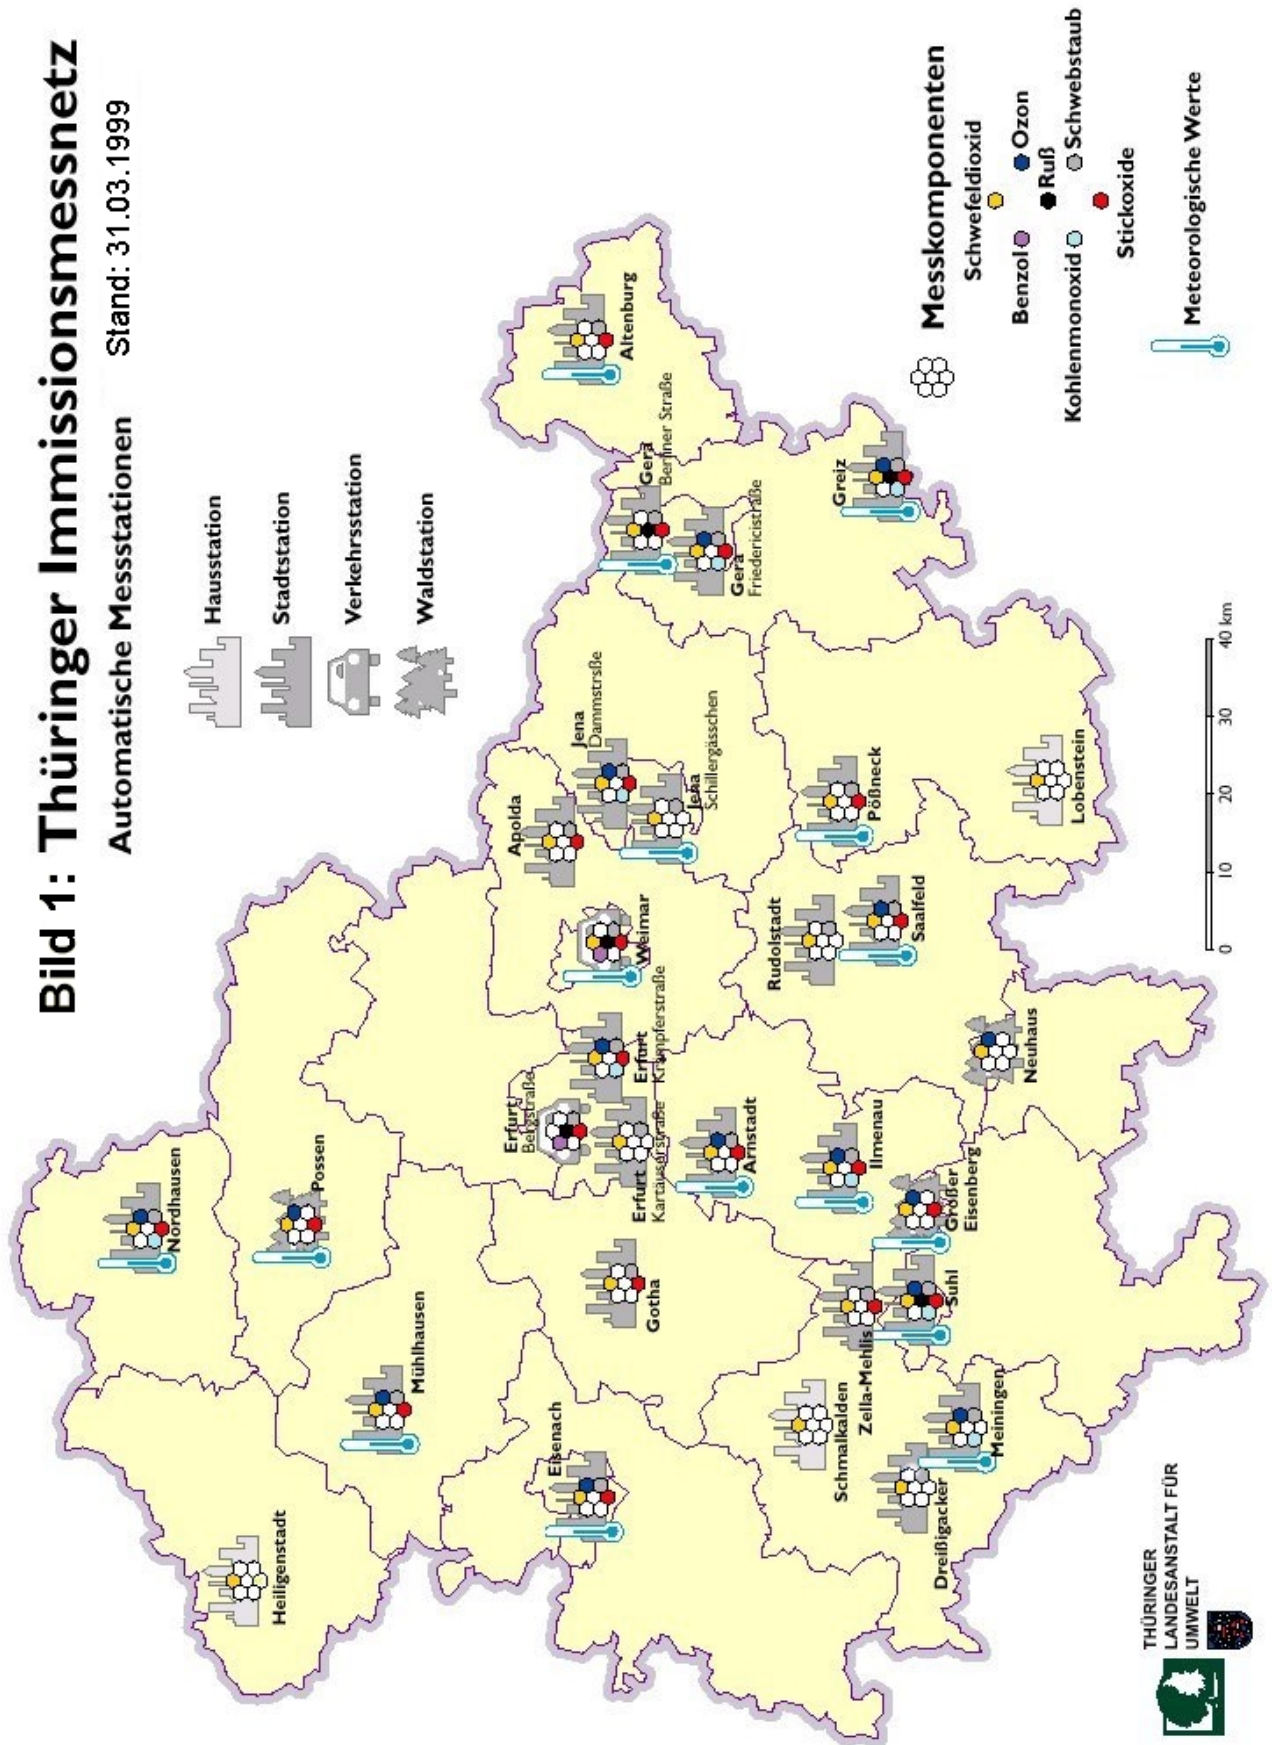 Bild 1: Thüringer Immissionsmessnetz
Automatische Messstationen
Stand: 31.03.1999
Hausstation
Stadtstation
Verkehrsstation
Waldstation
Nordhausen
Possen
Heiligenstadt
Mühlhausen
Eisenach
Gotha
Erfurt
Bergstraße
Erfurt
Kartäuserstraße
Erfurt
Krämpferstraße
Weimar
Apolda
Jena
Dammstrsße
Jena
Schillergässchen
Gera
Berliner Straße
Gera
Friedericistraße
Altenburg
Greiz
Arnstadt
Ilmenau
Rudolstadt
Saalfeld
Pößneck
Lobenstein
Neuhaus
Großer
Eisenberg
Suhl
Zella-Mehlis
Schmalkalden
Meiningen
Dreißigacker
0
10
20
30
40 km
Messkomponenten
Schwefeldioxid
Benzol
Ozon
Ruß
Kohlenmonoxid
Schwebstaub
Stickoxide
Meteorologische Werte
THÜRINGER
LANDESANSTALT FÜR
UMWELT